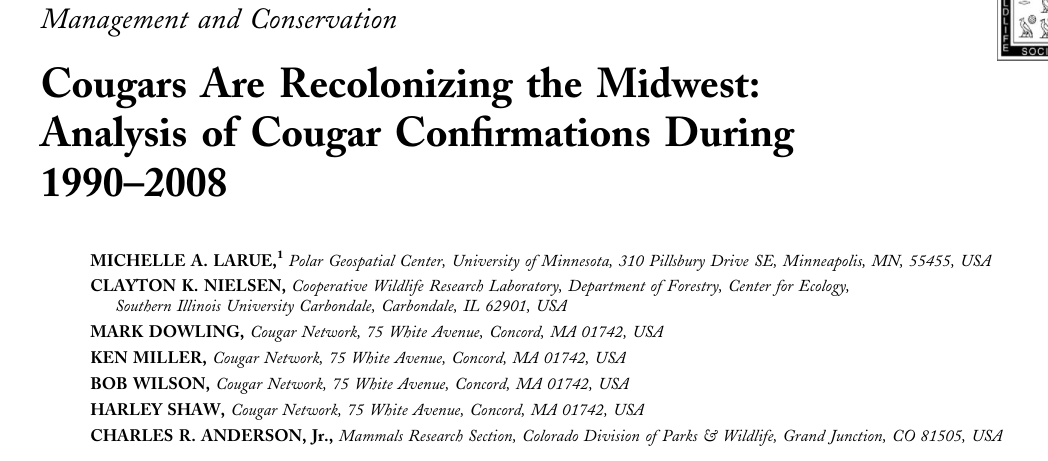 Management and Conservation
Cougars Are Recolonizing the Midwest:
Analysis of Cougar Confirmations During
1990–2008
MICHELLE A. LARUE,1 Polar Geospatial Center, University of Minnesota, 310 Pillsbury Drive SE, Minneapolis, MN, 55455, USA
CLAYTON K. NIELSEN, Cooperative Wildlife Research Laboratory, Department of Forestry, Center for Ecology,
Southern Illinois University Carbondale, Carbondale, IL 62901, USA
MARK DOWLING, Cougar Network, 75 White Avenue, Concord, MA 01742, USA
KEN MILLER, Cougar Network, 75 White Avenue, Concord, MA 01742, USA
BOB WILSON, Cougar Network, 75 White Avenue, Concord, MA 01742, USA
HARLEY SHAW, Cougar Network, 75 White Avenue, Concord, MA 01742, USA
CHARLES R. ANDERSON, Jr., Mammals Research Section, Colorado Division of Parks & Wildlife, Grand Junction, CO 81505, USA